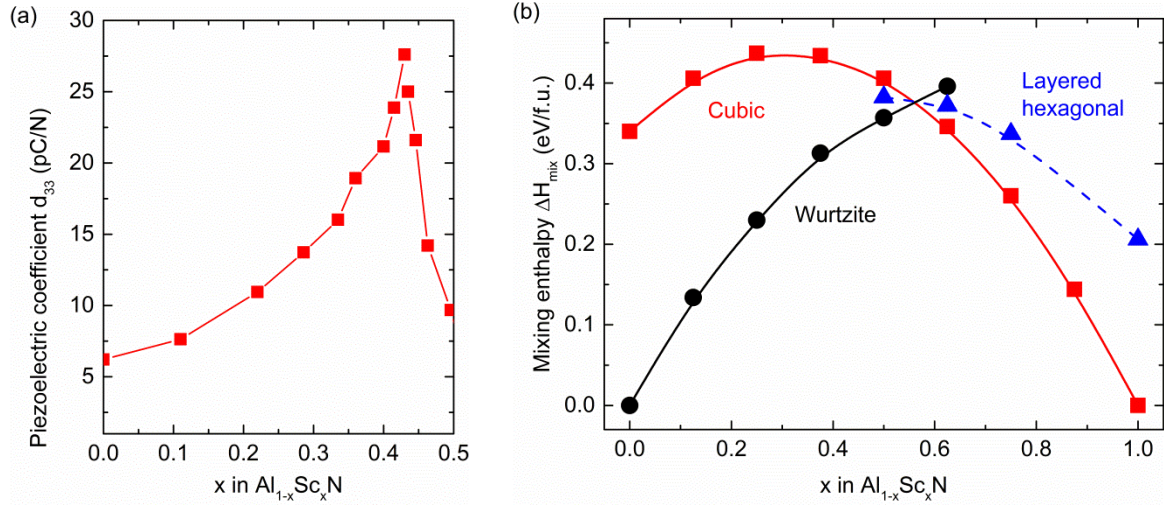 (a)
30
25
20
15
10
5
Piezoelectric coefficient d33 (pC/N)
0.0 0.1 0.2 0.3 0.4 0.5
x in Al1-xScxN
(b)
0.4
0.3
0.2
0.1
0.0
Mixing enthalpy ΔHmix (eV/f.u.)
Cubic
Wurtzite
Layered
hexagonal
0.0 0.2 0.4 0.6 0.8 1.0
x in Al1-xScxN